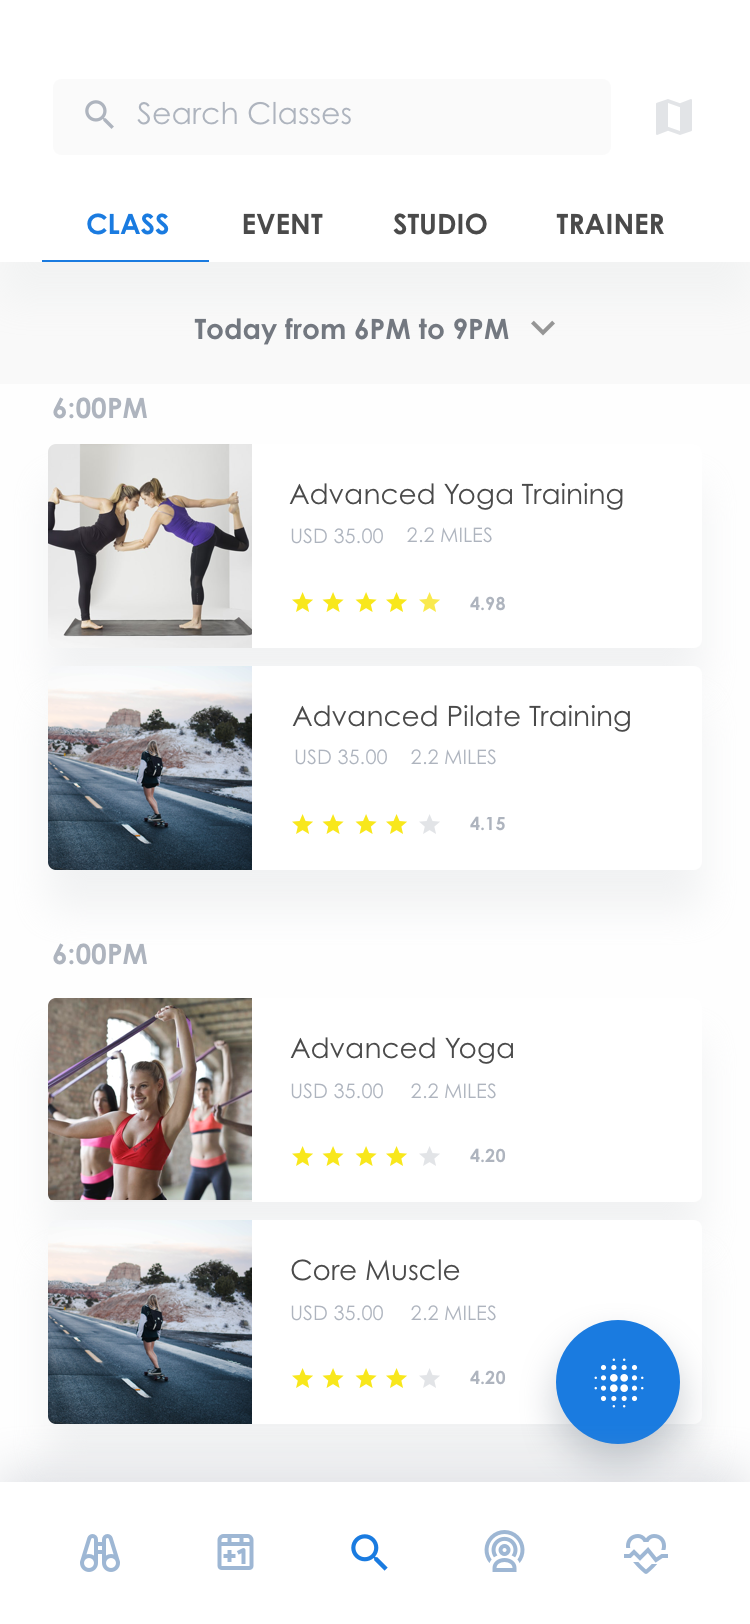 Search Classes
CLASS EVENT STUDIO TRAINER
Today from 6PM to 9PM
6:00PM
Advanced Yoga Training
USD 35.00 2.2 MILES
4.98
Advanced Pilate Training
USD 35.00 2.2 MILES
4.15
6:00PM
Advanced Yoga
USD 35.00 2.2 MILES
4.20
Core Muscle
USD 35.00 2.2 MILES
4.20
+1